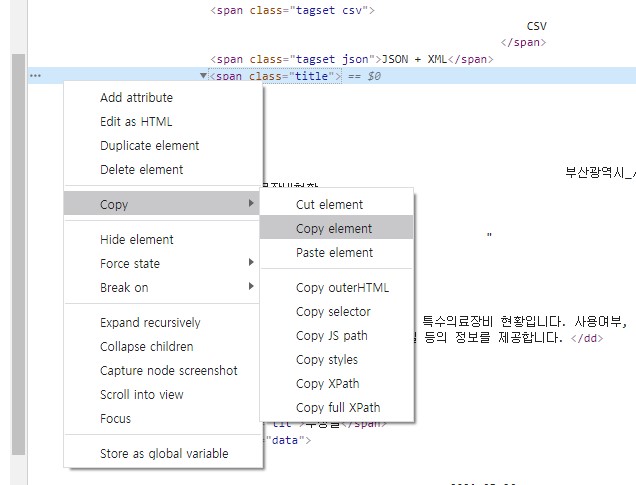 <span class="tagset csv">
CSV
</span>
<span class="tagset json">JSON + XML</span>
▼<span class="title"> == $0
Add attribute
Edit as HTML
Duplicate element
Delete element
부산광역시_
Copy
Cut element
Copy element
"
Paste element
Hide element
Force state
Break on
Copy outerHTML
Copy selector
특수의료장비 현황입니다. 사용여부,
Expand recursively
Copy JS path
등의 정보를 제공합니다. </dd>
Collapse children
Copy styles
Capture node screenshot
Copy XPath
Scroll into view
Copy full XPath
Focus
</span>
="data">
Store as global variable